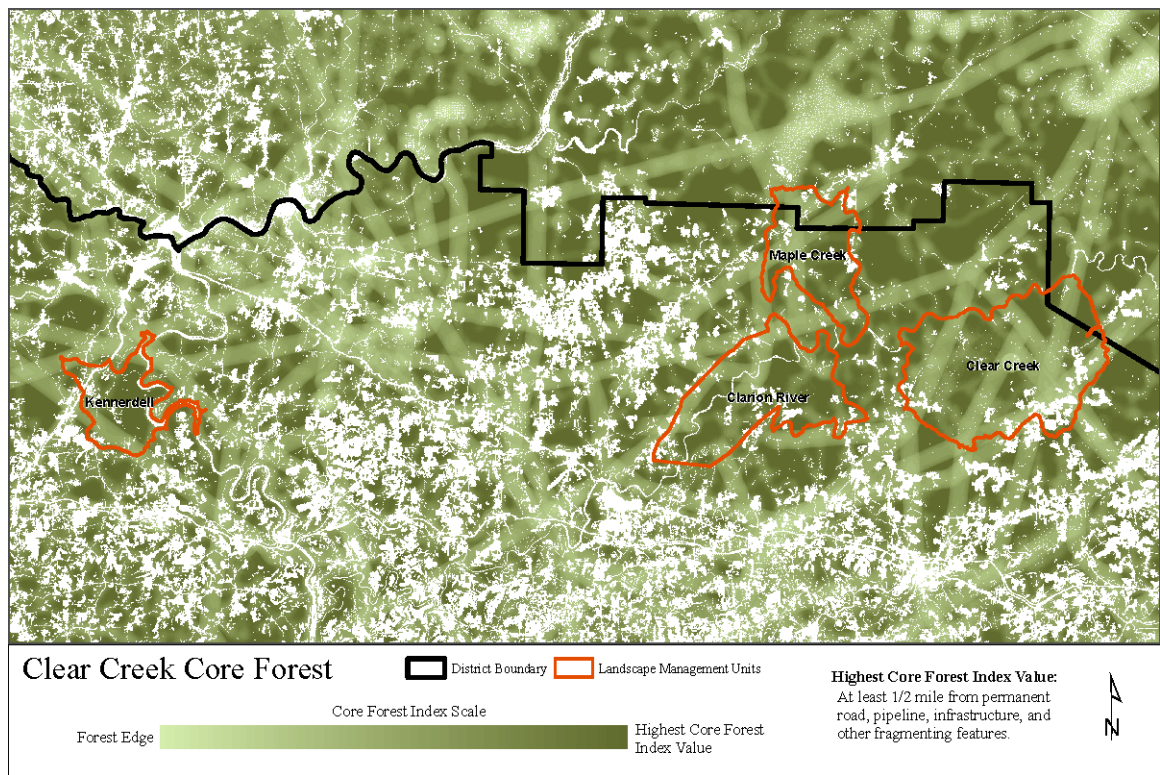 Maple Creek
Clear Creek
Clarion River
Kennerdell
Clear Creek Core Forest
District Boundary
Landscape Management Units
Core Forest Index Scale
Forest Edge
Highest Core Forest
Index Value
Highest Core Forest Index Value:
At least 1/2 mile from permanent
road, pipeline, infrastructure, and
other fragmenting features.
N